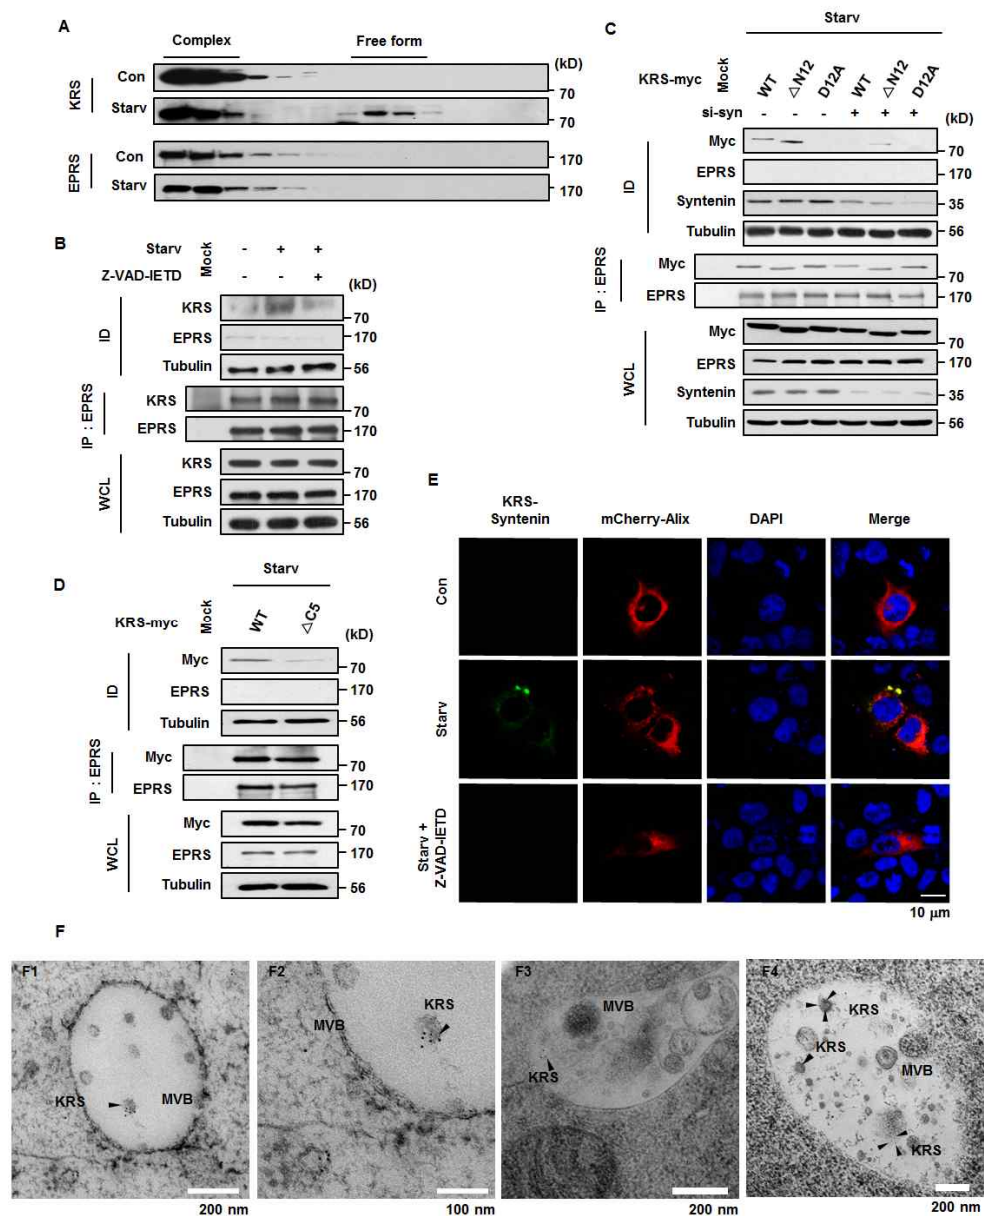 A
Complex Free form (kD)
KRS
Con
70
Starv
70
EPRS
Con
170
Starv
170
B
Mock
Starv - + +
Z-VAD-IETD - - +
(kD)
ID
KRS
70
EPRS
170
Tubulin
56
IP : EPRS
KRS
70
EPRS
170
WCL
KRS
70
EPRS
170
Tubulin
56
C
Starv
KRS-myc Mock WT △N12 D12A WT △N12 D12A
si-syn - - - + + +
(kD)
ID
Myc
70
EPRS
170
Syntenin
35
Tubulin
56
IP : EPRS
Myc
70
EPRS
170
WCL
Myc
70
EPRS
170
Syntenin
35
Tubulin
56
D
Starv
KRS-myc Mock WT △C5
(kD)
ID
Myc
70
EPRS
170
Tubulin
56
IP : EPRS
Myc
70
EPRS
170
WCL
Myc
70
EPRS
170
Tubulin
56
E
KRS-
Syntenin mCherry-Alix DAPI Merge
Con
Starv
Starv +
Z-VAD-IETD
10 μm
F
F1
KRS
MVB
200 nm
F2
KRS
MVB
100 nm
F3
MVB
KRS
200 nm
F4
KRS
KRS
MVB
KRS
200 nm